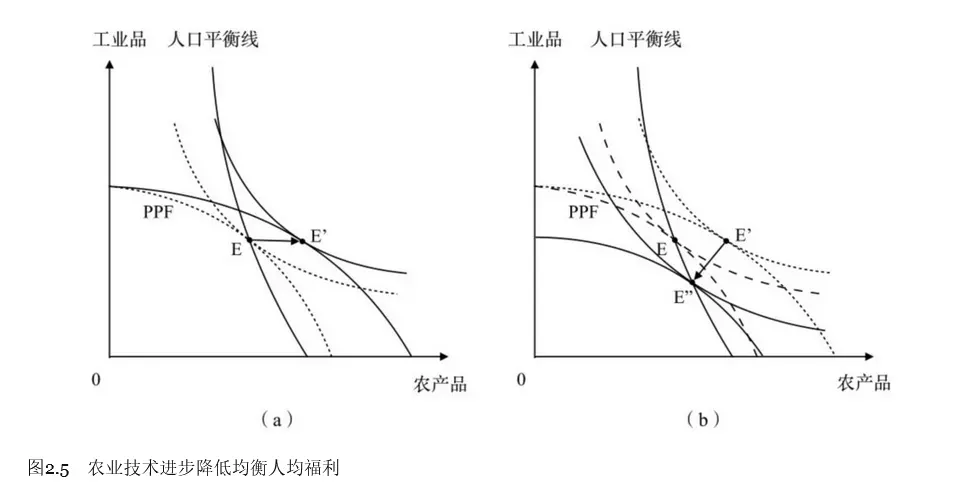 工业品 人口平衡线
PPF
E
E'
0
农产品
（a）
工业品 人口平衡线
PPF
E
E'
E''
0
农产品
（b）
图2.5 农业技术进步降低均衡人均福利